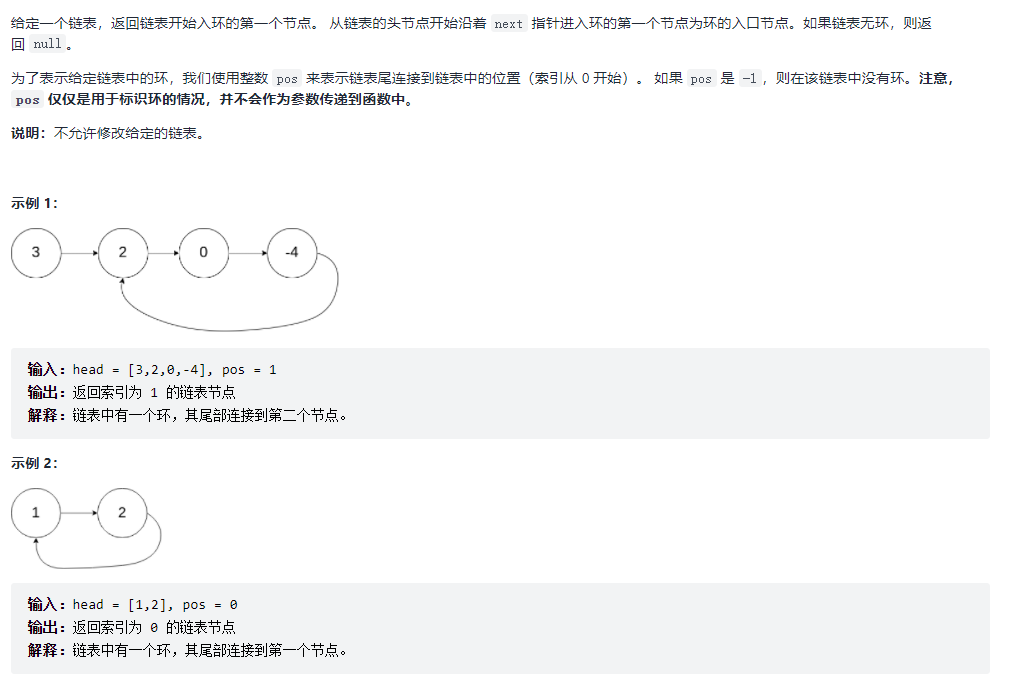 给定一个链表，返回链表开始入环的第一个节点。 从链表的头节点开始沿着 next 指针进入环的第一个节点为环的入口节点。如果链表无环，则返
回 null。
为了表示给定链表中的环，我们使用整数 pos 来表示链表尾连接到链表中的位置（索引从 0 开始）。 如果 pos 是 -1，则在该链表中没有环。注意，
pos 仅仅是用于标识环的情况，并不会作为参数传递到函数中。
说明：不允许修改给定的链表。
示例 1：
3 2 0 -4
输入：head = [3,2,0,-4], pos = 1
输出：返回索引为 1 的链表节点
解释：链表中有一个环，其尾部连接到第二个节点。
示例 2：
1 2
输入：head = [1,2], pos = 0
输出：返回索引为 0 的链表节点
解释：链表中有一个环，其尾部连接到第一个节点。